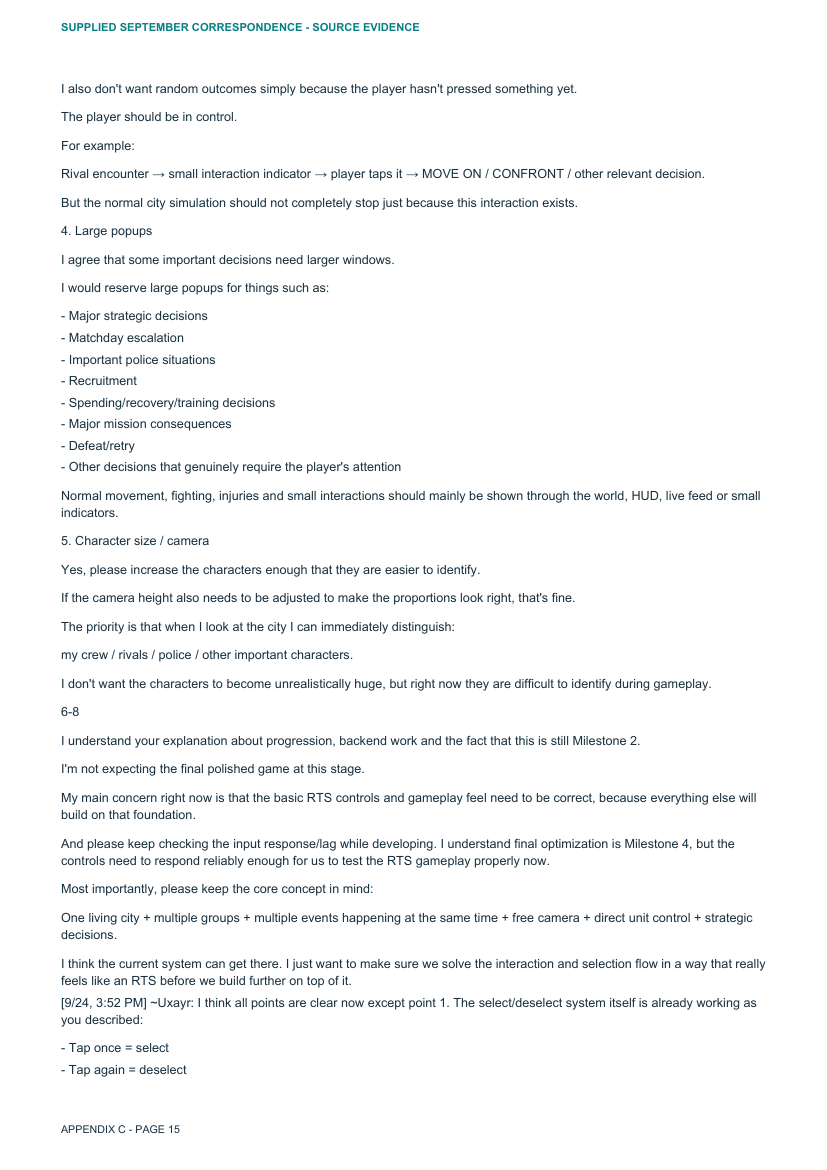 SUPPLIED SEPTEMBER CORRESPONDENCE - SOURCE EVIDENCE
I also don't want random outcomes simply because the player hasn't pressed something yet.
The player should be in control.
For example:
Rival encounter → small interaction indicator → player taps it → MOVE ON / CONFRONT / other relevant decision.
But the normal city simulation should not completely stop just because this interaction exists.
4. Large popups
I agree that some important decisions need larger windows.
I would reserve large popups for things such as:
- Major strategic decisions
- Matchday escalation
- Important police situations
- Recruitment
- Spending/recovery/training decisions
- Major mission consequences
- Defeat/retry
- Other decisions that genuinely require the player's attention
Normal movement, fighting, injuries and small interactions should mainly be shown through the world, HUD, live feed or small
indicators.
5. Character size / camera
Yes, please increase the characters enough that they are easier to identify.
If the camera height also needs to be adjusted to make the proportions look right, that's fine.
The priority is that when I look at the city I can immediately distinguish:
my crew / rivals / police / other important characters.
I don't want the characters to become unrealistically huge, but right now they are difficult to identify during gameplay.
6-8
I understand your explanation about progression, backend work and the fact that this is still Milestone 2.
I'm not expecting the final polished game at this stage.
My main concern right now is that the basic RTS controls and gameplay feel need to be correct, because everything else will
build on that foundation.
And please keep checking the input response/lag while developing. I understand final optimization is Milestone 4, but the
controls need to respond reliably enough for us to test the RTS gameplay properly now.
Most importantly, please keep the core concept in mind:
One living city + multiple groups + multiple events happening at the same time + free camera + direct unit control + strategic
decisions.
I think the current system can get there. I just want to make sure we solve the interaction and selection flow in a way that really
feels like an RTS before we build further on top of it.
[9/24, 3:52 PM] ~Uxayr: I think all points are clear now except point 1. The select/deselect system itself is already working as
you described:
- Tap once = select
- Tap again = deselect
APPENDIX C - PAGE 15